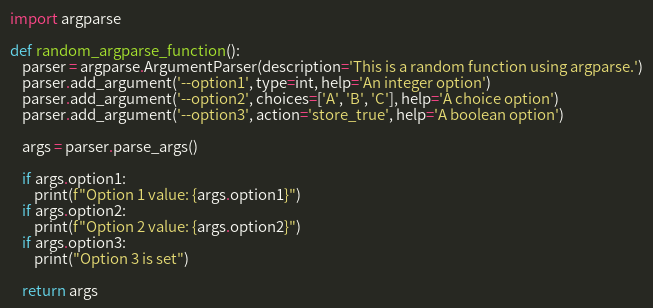 import argparse
def random_argparse_function():
parser = argparse.ArgumentParser(description='This is a random function using argparse.')
parser.add_argument('--option1', type=int, help='An integer option')
parser.add_argument('--option2', choices=['A', 'B', 'C'], help='A choice option')
parser.add_argument('--option3', action='store_true', help='A boolean option')
args = parser.parse_args()
if args.option1:
print(f"Option 1 value: {args.option1}")
if args.option2:
print(f"Option 2 value: {args.option2}")
if args.option3:
print("Option 3 is set")
return args